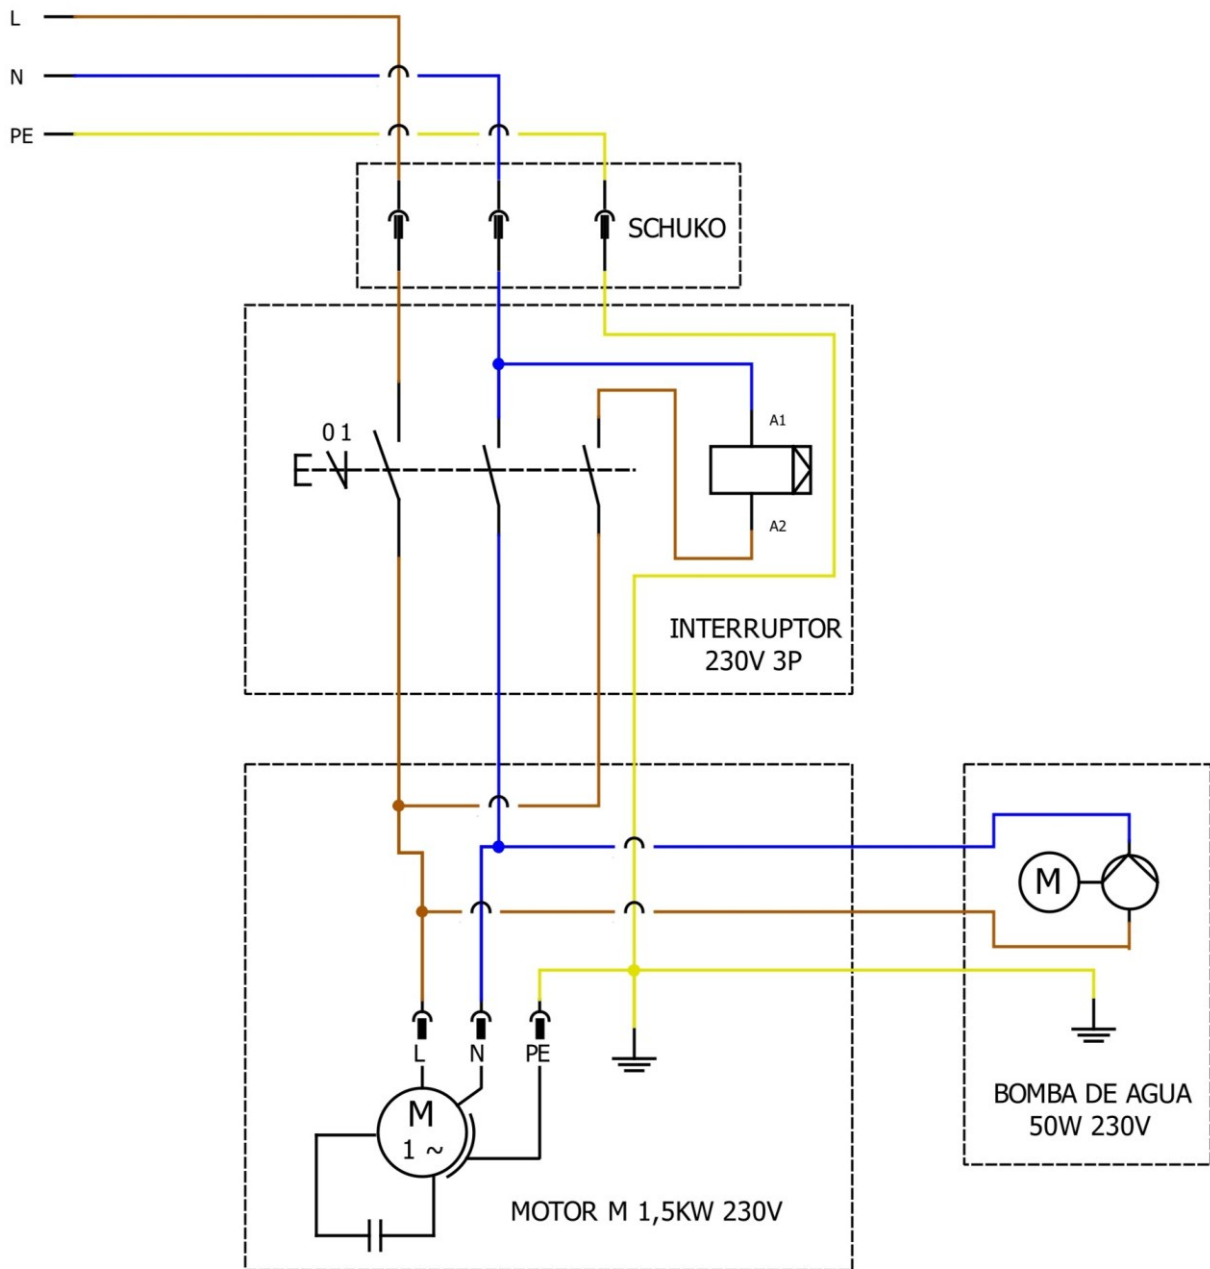 L
N
PE
SCHUKO
0 1
A1
A2
INTERRUPTOR
230V 3P
M
L
N
PE
M
1 ~
BOMBA DE AGUA
50W 230V
MOTOR M 1,5KW 230V